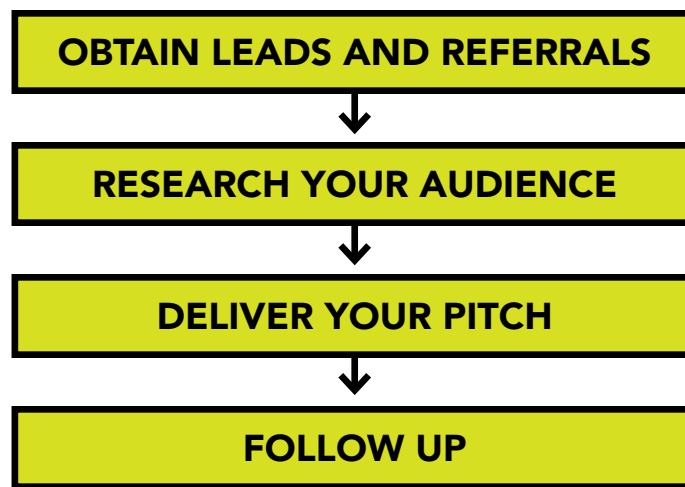 OBTAIN LEADS AND REFERRALS
RESEARCH YOUR AUDIENCE
DELIVER YOUR PITCH
FOLLOW UP